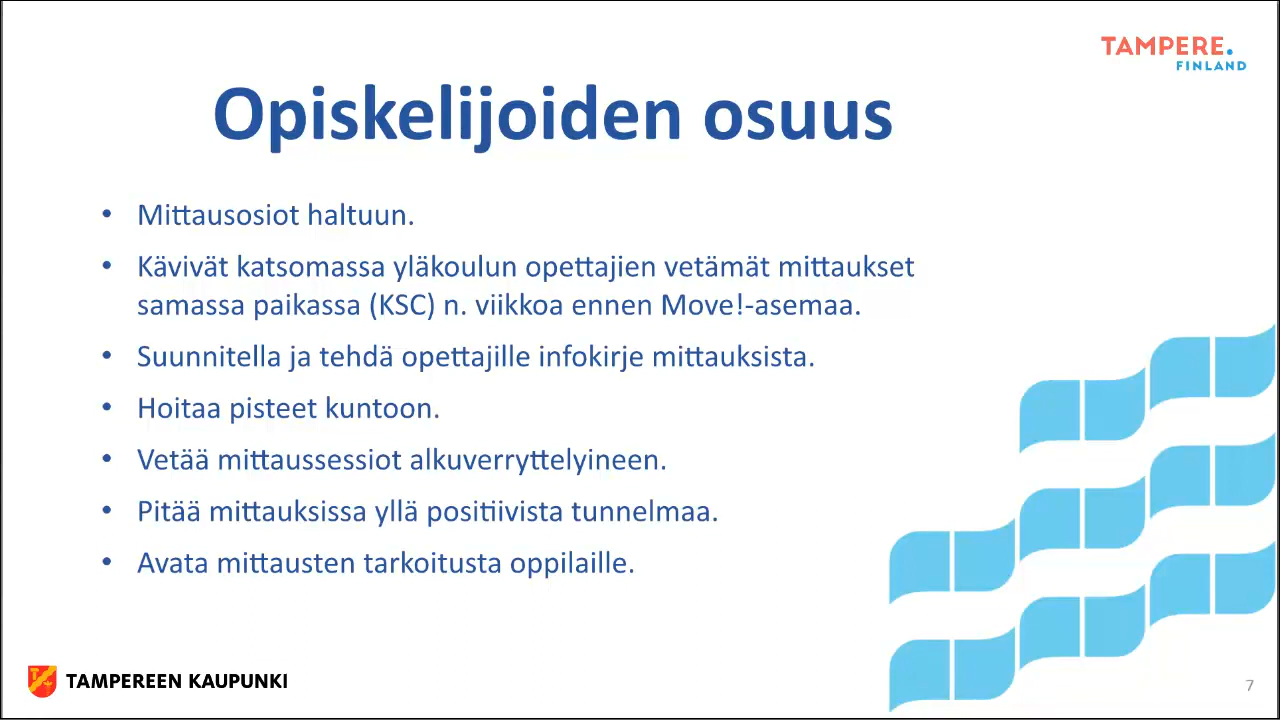 TAMPERE.
FINLAND
Opiskelijoiden osuus
• Mittausosiot haltuun.
• Kävivät katsomassa yläkoulun opettajien vetämät mittaukset
samassa paikassa (KSC) n. viikkoa ennen Move!-asemaa.
• Suunnitella ja tehdä opettajille infokirje mittauksista.
• Hoitaa pisteet kuntoon.
• Vetää mittaussessiot alkuverryttelyineen.
• Pitää mittauksissa yllä positiivista tunnelmaa.
• Avata mittausten tarkoitusta oppilaille.
TAMPEREEN KAUPUNKI
7